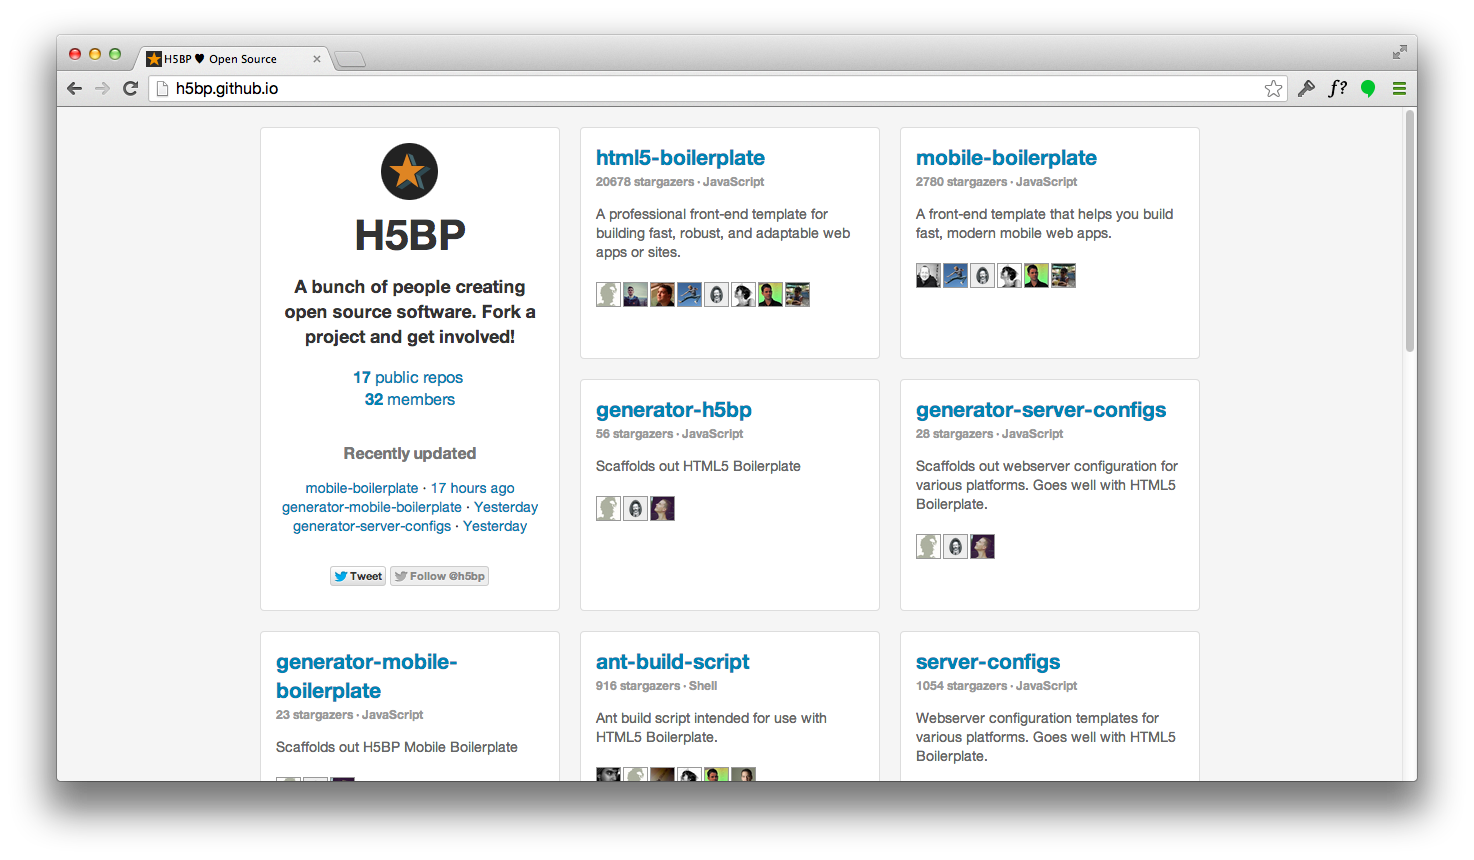 H5BP ♥ Open Source
h5bp.github.io
f?
H5BP
A bunch of people creating
open source software. Fork a
project and get involved!
17 public repos
32 members
Recently updated
mobile-boilerplate · 17 hours ago
generator-mobile-boilerplate · Yesterday
generator-server-configs · Yesterday
Tweet
Follow @h5bp
html5-boilerplate
20678 stargazers · JavaScript
A professional front-end template for
building fast, robust, and adaptable web
apps or sites.
mobile-boilerplate
2780 stargazers · JavaScript
A front-end template that helps you build
fast, modern mobile web apps.
generator-h5bp
56 stargazers · JavaScript
Scaffolds out HTML5 Boilerplate
generator-server-configs
28 stargazers · JavaScript
Scaffolds out webserver configuration for
various platforms. Goes well with HTML5
Boilerplate.
generator-mobile-
boilerplate
23 stargazers · JavaScript
Scaffolds out H5BP Mobile Boilerplate
ant-build-script
916 stargazers · Shell
Ant build script intended for use with
HTML5 Boilerplate.
server-configs
1054 stargazers · JavaScript
Webserver configuration templates for
various platforms. Goes well with HTML5
Boilerplate.